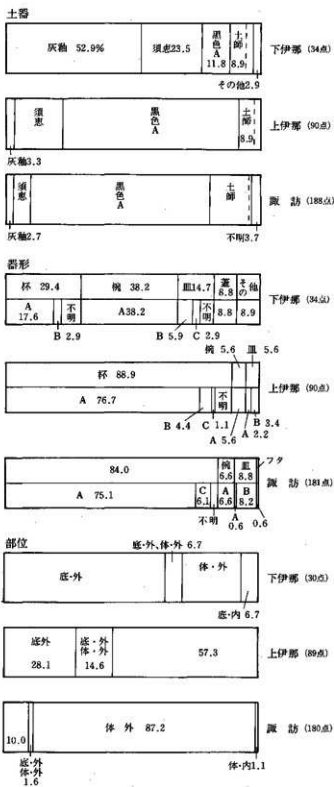 土器
灰釉 52.9%
須恵23.5
黒色A
11.8
土師
8.9
下伊那 (34点)
その他2.9
須恵
黒色A
土師
8.9
上伊那 (90点)
灰釉3.3
須恵
黒色A
土師
諏訪 (188点)
灰釉2.7
不明3.7
器形
杯 29.4
椀 38.2
皿14.7
蓋
8.8
その他
A
17.6
不明
A38.2
不明
8.8
8.9
下伊那 (34点)
B 2.9
B 5.9
C 2.9
椀 5.6
皿 5.6
杯 88.9
A 76.7
不明
上伊那 (90点)
B 4.4
C 1.1
A 5.6
A 2.2
B 3.4
84.0
椀
6.6
皿
8.8
フタ
A 75.1
C
6.1
A
6.6
B
8.2
諏訪 (181点)
不明
A
0.6
0.6
部位
底・外、体・外 6.7
底・外
体・外
下伊那 (30点)
底・内 6.7
底外
28.1
底・外
体・外
14.6
57.3
上伊那 (89点)
10.0
体 外 87.2
諏訪 (180点)
底・外
体・外
1.6
体・内1.1